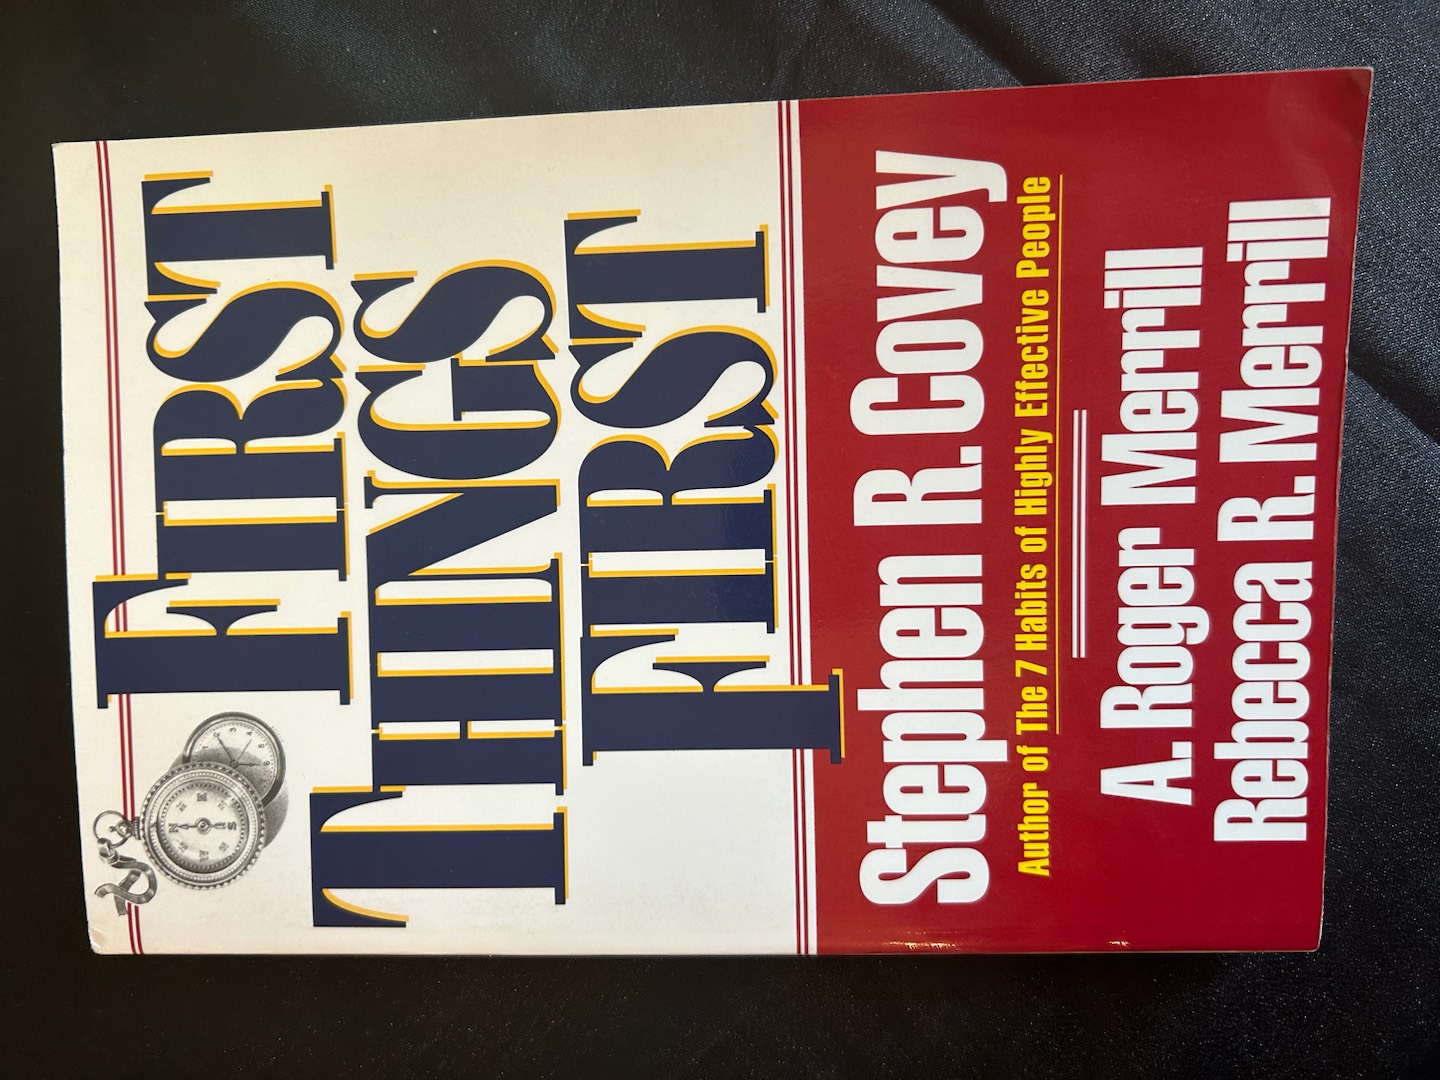 FIRST
THINGS
FIRST
Stephen R. Covey
Author of The 7 Habits of Highly Effective People
A. Roger Merrill
Rebecca R. Merrill